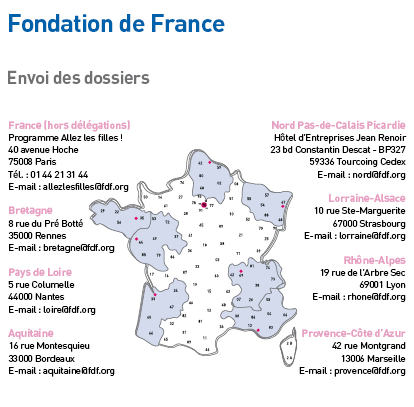 Fondation de France
Envoi des dossiers
France (hors délégations)
Programme Allez les filles !
40 avenue Hoche
75008 Paris
Tél. : 01 44 21 31 44
E-mail : allezlesfilles@fdf.org
Bretagne
8 rue du Pré Botté
35000 Rennes
E-mail : bretagne@fdf.org
Pays de Loire
5 rue Columelle
44000 Nantes
E-mail : loire@fdf.org
Aquitaine
16 rue Montesquieu
33000 Bordeaux
E-mail : aquitaine@fdf.org
Nord Pas-de-Calais Picardie
Hôtel d'Entreprises Jean Renoir
23 bd Constantin Descat - BP327
59336 Tourcoing Cedex
E-mail : nord@fdf.org
Lorraine-Alsace
10 rue Ste-Marguerite
67000 Strasbourg
E-mail : lorraine@fdf.org
Rhône-Alpes
19 rue de l'Arbre Sec
69001 Lyon
E-mail : rhone@fdf.org
Provence-Côte d'Azur
42 rue Montgrand
13006 Marseille
E-mail : provence@fdf.org